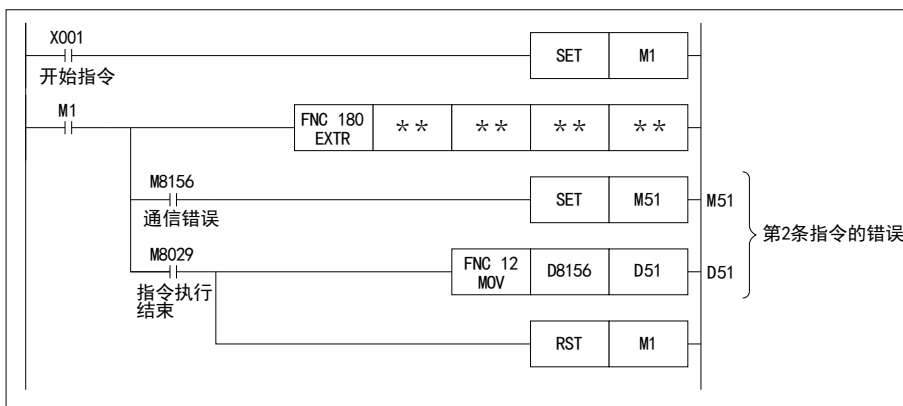 X001
开始指令
SET M1
M1
FNC 180
EXTR
** ** ** **
M8156
通信错误
SET M51
M51
第2条指令的错误
M8029
指令执行
结束
FNC 12
MOV
D8156 D51
D51
RST M1